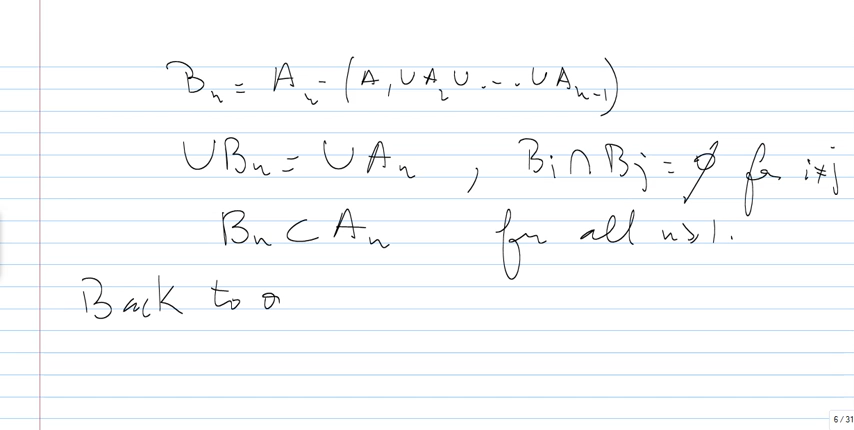 Bₙ = Aₙ - (A₁ ∪ A₂ ∪ ... ∪ Aₙ₋₁)
∪Bₙ = ∪Aₙ , Bᵢ ∩ Bⱼ = ∅ for i≠j
Bₙ ⊂ Aₙ for all n ≥ 1.
Back to o
6 / 31